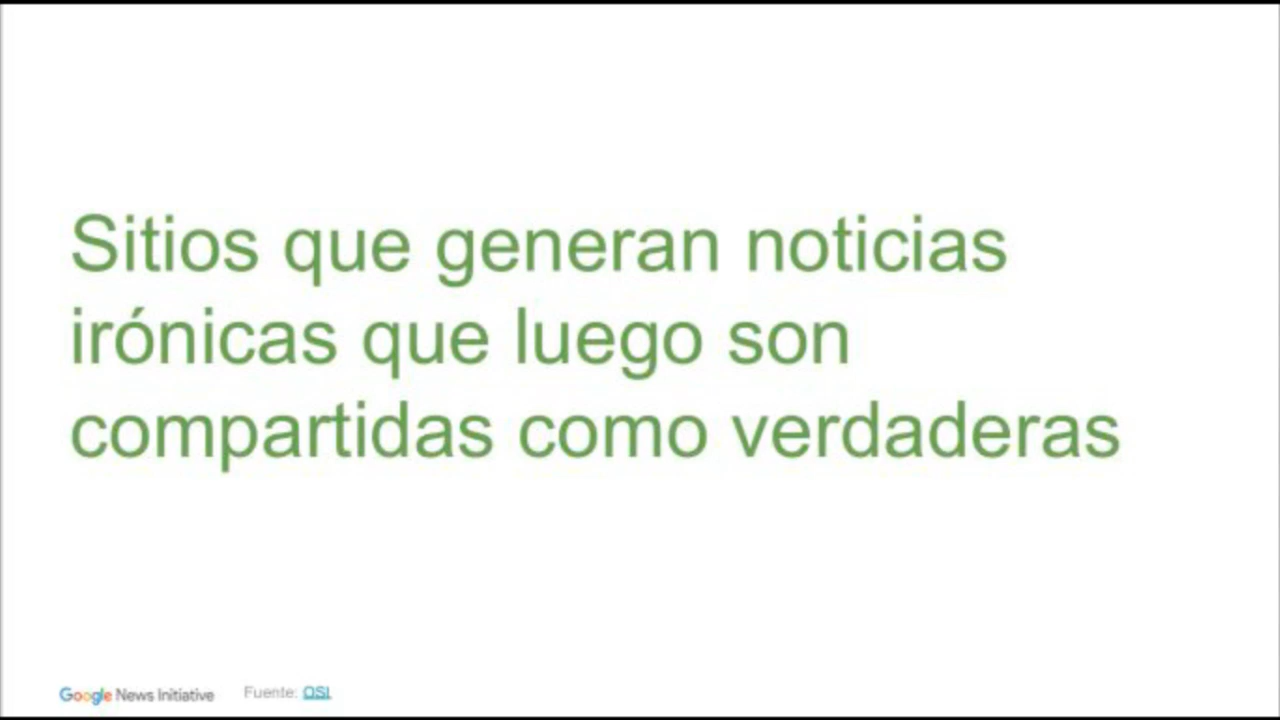 Sitios que generan noticias
irónicas que luego son
compartidas como verdaderas
Google News Initiative
Fuente: OSI